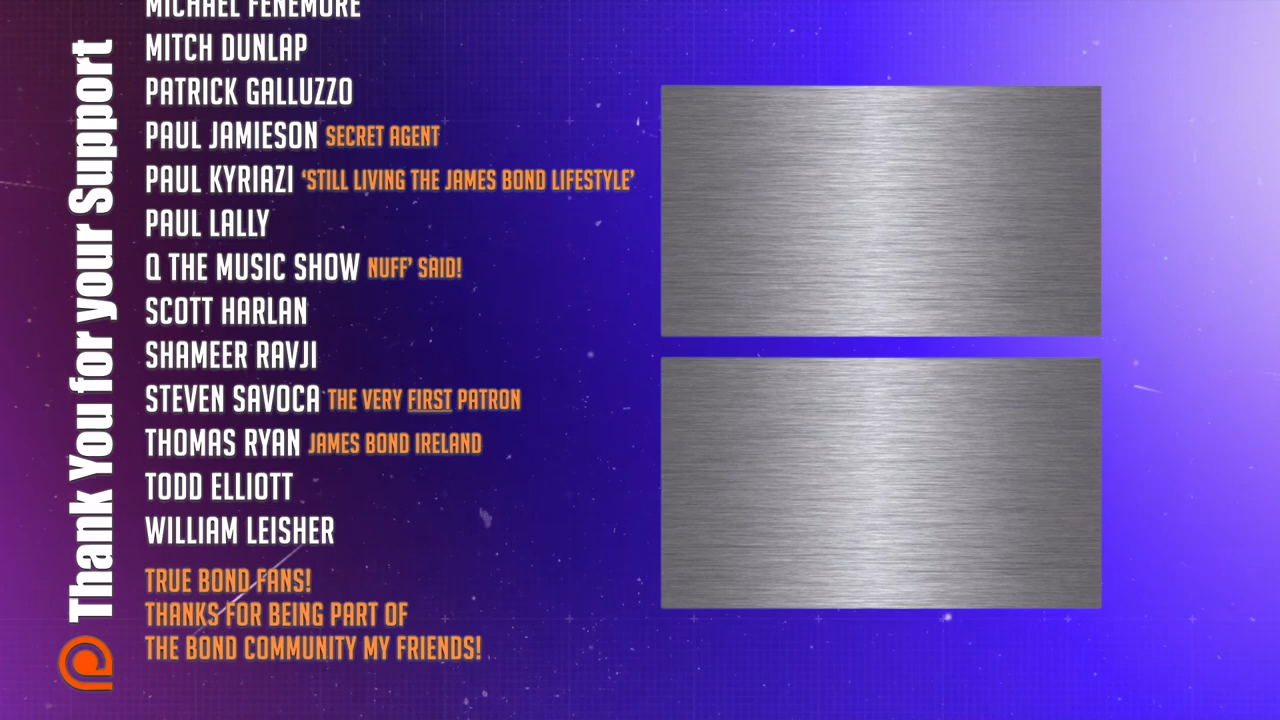 Thank You for your Support
MICHAEL FENEMORE
MITCH DUNLAP
PATRICK GALLUZZO
PAUL JAMIESON SECRET AGENT
PAUL KYRIAZI ‘STILL LIVING THE JAMES BOND LIFESTYLE’
PAUL LALLY
Q THE MUSIC SHOW NUFF’ SAID!
SCOTT HARLAN
SHAMEER RAVJI
STEVEN SAVOCA THE VERY FIRST PATRON
THOMAS RYAN JAMES BOND IRELAND
TODD ELLIOTT
WILLIAM LEISHER
TRUE BOND FANS!
THANKS FOR BEING PART OF
THE BOND COMMUNITY MY FRIENDS!